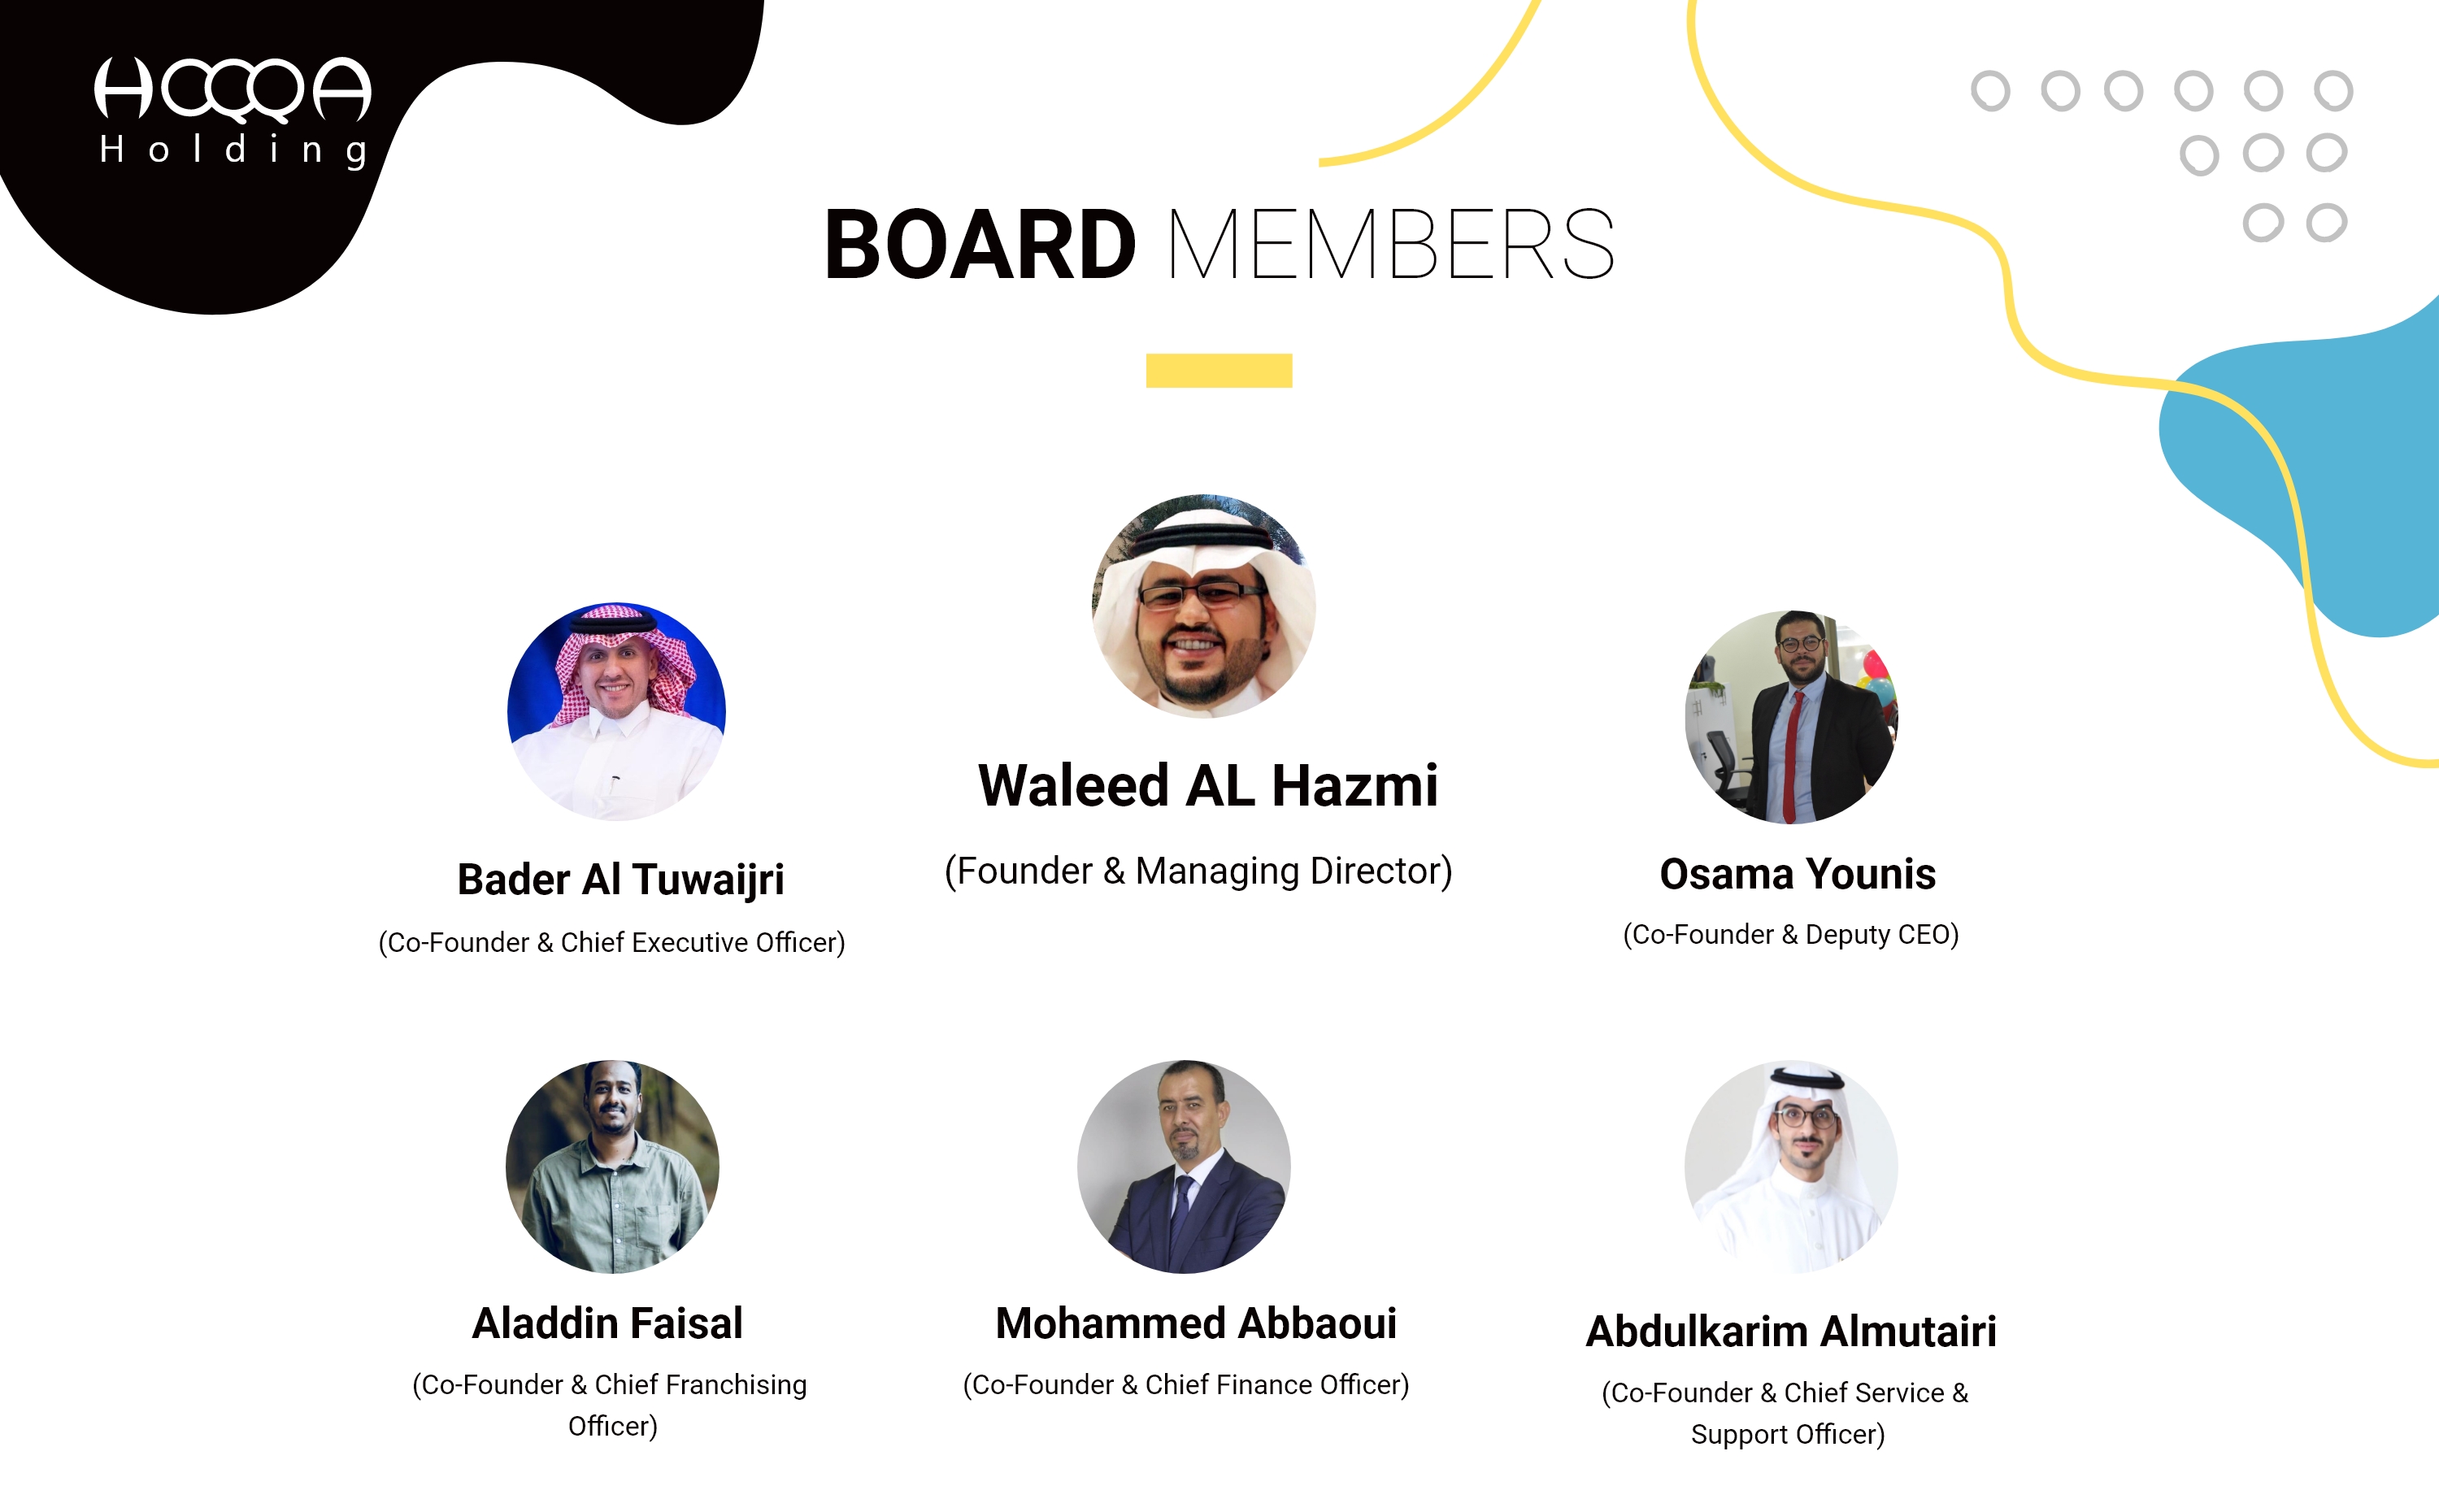 HOQQA
Holding
BOARD MEMBERS
Waleed AL Hazmi
(Founder & Managing Director)
Bader Al Tuwaijri
(Co-Founder & Chief Executive Officer)
Osama Younis
(Co-Founder & Deputy CEO)
Aladdin Faisal
(Co-Founder & Chief Franchising
Officer)
Mohammed Abbaoui
(Co-Founder & Chief Finance Officer)
Abdulkarim Almutairi
(Co-Founder & Chief Service &
Support Officer)